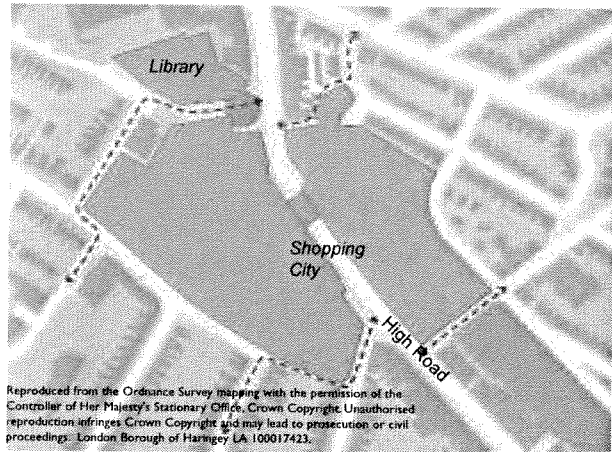 Library
Shopping
City
High Road
Reproduced from the Ordnance Survey mapping with the permission of the
Controller of Her Majesty's Stationary Office, Crown Copyright. Unauthorised
reproduction infringes Crown Copyright and may lead to prosecution or civil
proceedings. London Borough of Haringey LA 100017423.